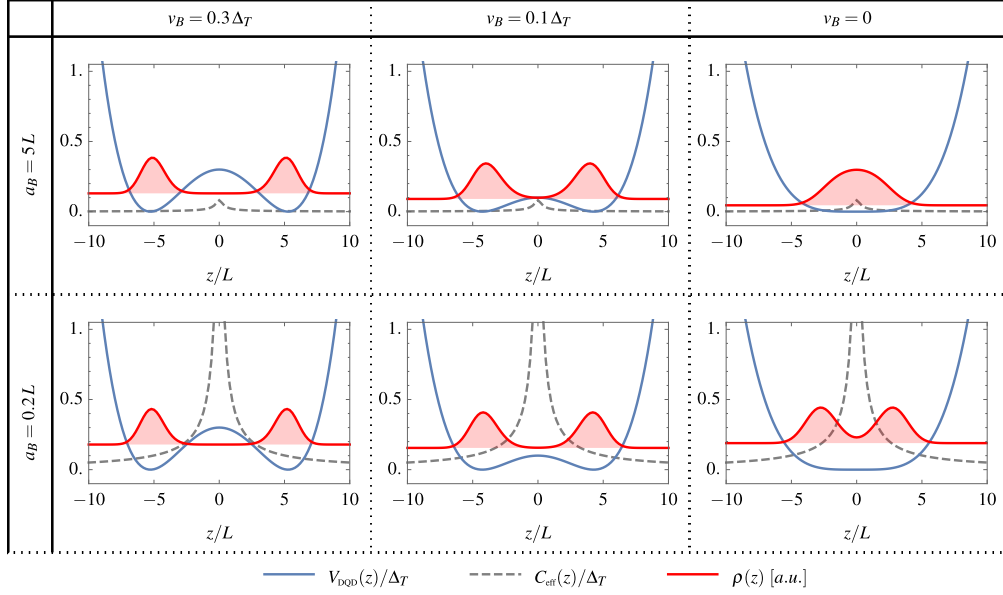 v_B = 0.3 Δ_T
v_B = 0.1 Δ_T
v_B = 0
a_B = 5 L
1.
0.5
0.
−10 −5 0 5 10
z/L
1.
0.5
0.
−10 −5 0 5 10
z/L
1.
0.5
0.
−10 −5 0 5 10
z/L
a_B = 0.2 L
1.
0.5
0.
−10 −5 0 5 10
z/L
1.
0.5
0.
−10 −5 0 5 10
z/L
1.
0.5
0.
−10 −5 0 5 10
z/L
V_DQD(z)/Δ_T C_eff(z)/Δ_T ρ(z) [a.u.]